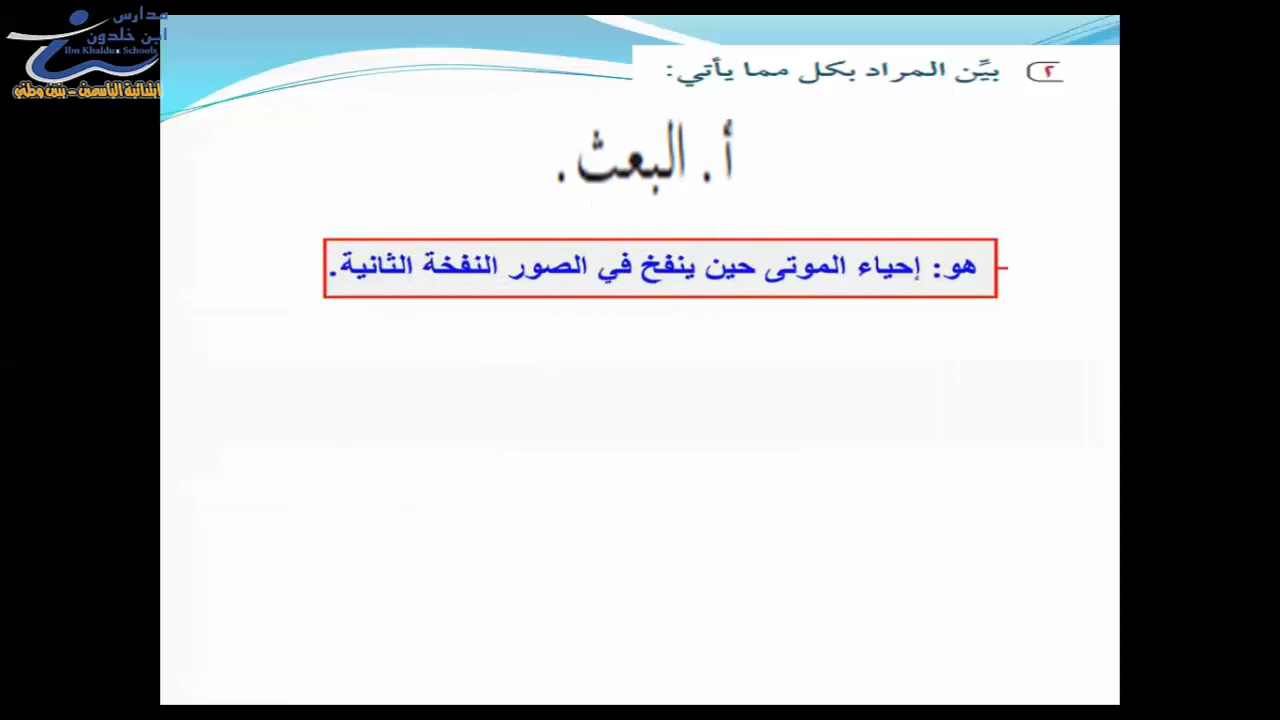 مدارس
ابن خلدون
Ibn Khaldun Schools
ابتدائية الياسمين - بنين وطني
٢ بيِّن المراد بكل مما يأتي:
أ. البعث.
هو: إحياء الموتى حين ينفخ في الصور النفخة الثانية.